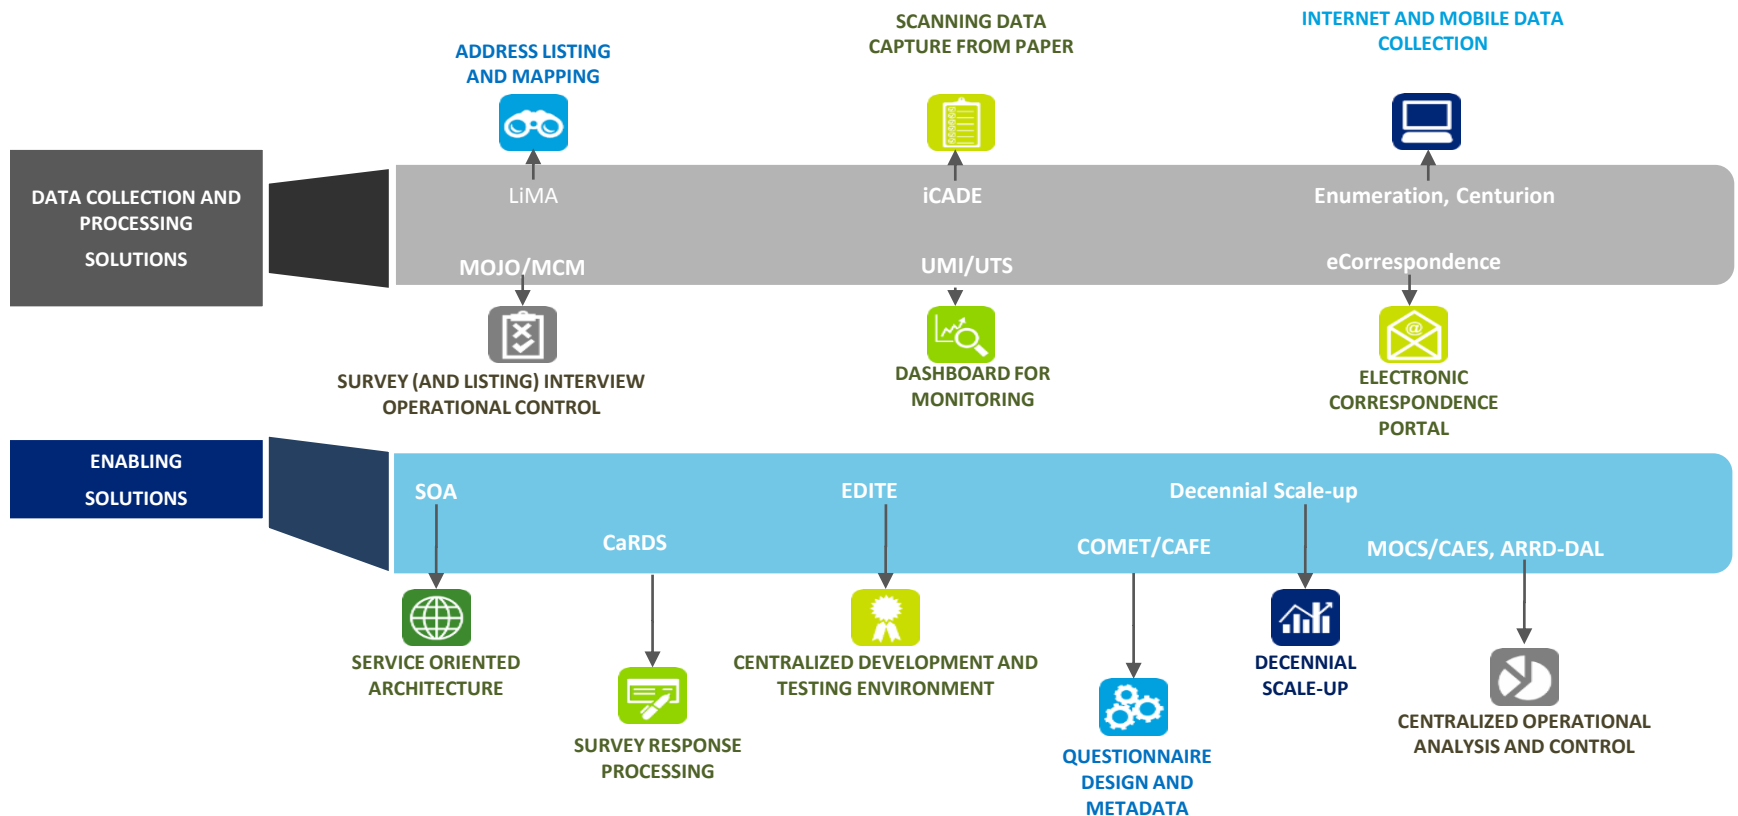 SCANNING DATA
CAPTURE FROM PAPER
INTERNET AND MOBILE DATA
COLLECTION
ADDRESS LISTING
AND MAPPING
DATA COLLECTION AND
PROCESSING
SOLUTIONS
LiMA
iCADE
Enumeration, Centurion
MOJO/MCM
UMI/UTS
eCorrespondence
@
SURVEY (AND LISTING) INTERVIEW
OPERATIONAL CONTROL
DASHBOARD FOR
MONITORING
ELECTRONIC
CORRESPONDENCE
PORTAL
ENABLING
SOLUTIONS
SOA
EDITE
Decennial Scale-up
CaRDS
COMET/CAFE
MOCS/CAES, ARRD-DAL
SERVICE ORIENTED
ARCHITECTURE
CENTRALIZED DEVELOPMENT AND
TESTING ENVIRONMENT
DECENNIAL
SCALE-UP
SURVEY RESPONSE
PROCESSING
QUESTIONNAIRE
DESIGN AND
METADATA
CENTRALIZED OPERATIONAL
ANALYSIS AND CONTROL